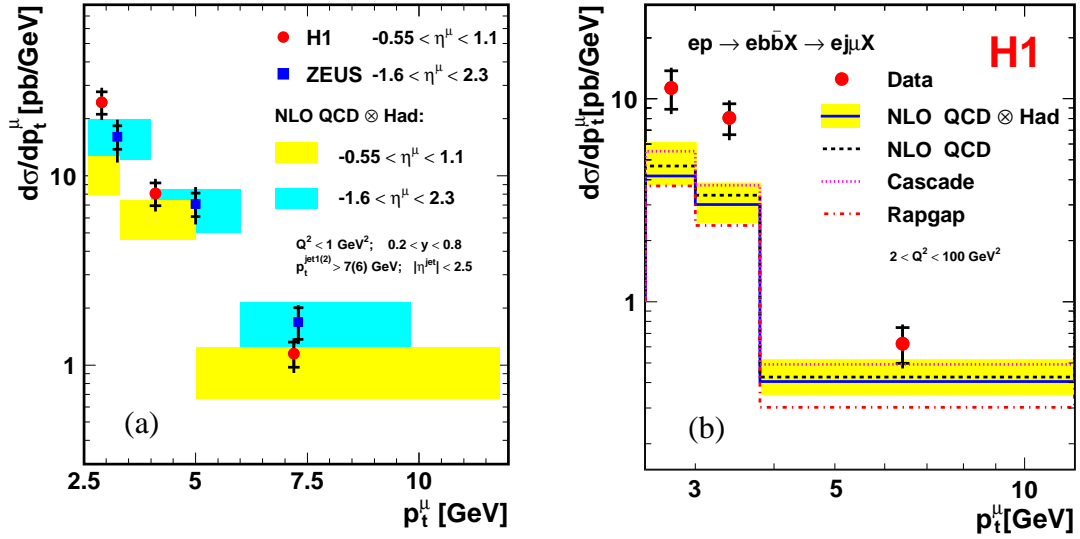 dσ/dp_t^μ [pb/GeV]
10
1
H1 -0.55 < η^μ < 1.1
ZEUS -1.6 < η^μ < 2.3
NLO QCD ⊗ Had:
-0.55 < η^μ < 1.1
-1.6 < η^μ < 2.3
Q² < 1 GeV²; 0.2 < y < 0.8
p_t^jet1(2) > 7(6) GeV; |η^jet| < 2.5
(a)
2.5 5 7.5 10
p_t^μ [GeV]
dσ/dp_t^μ [pb/GeV]
10
1
ep → ebb̄X → ejμX
H1
Data
NLO QCD ⊗ Had
NLO QCD
Cascade
Rapgap
2 < Q² < 100 GeV²
(b)
3 5 10
p_t^μ [GeV]